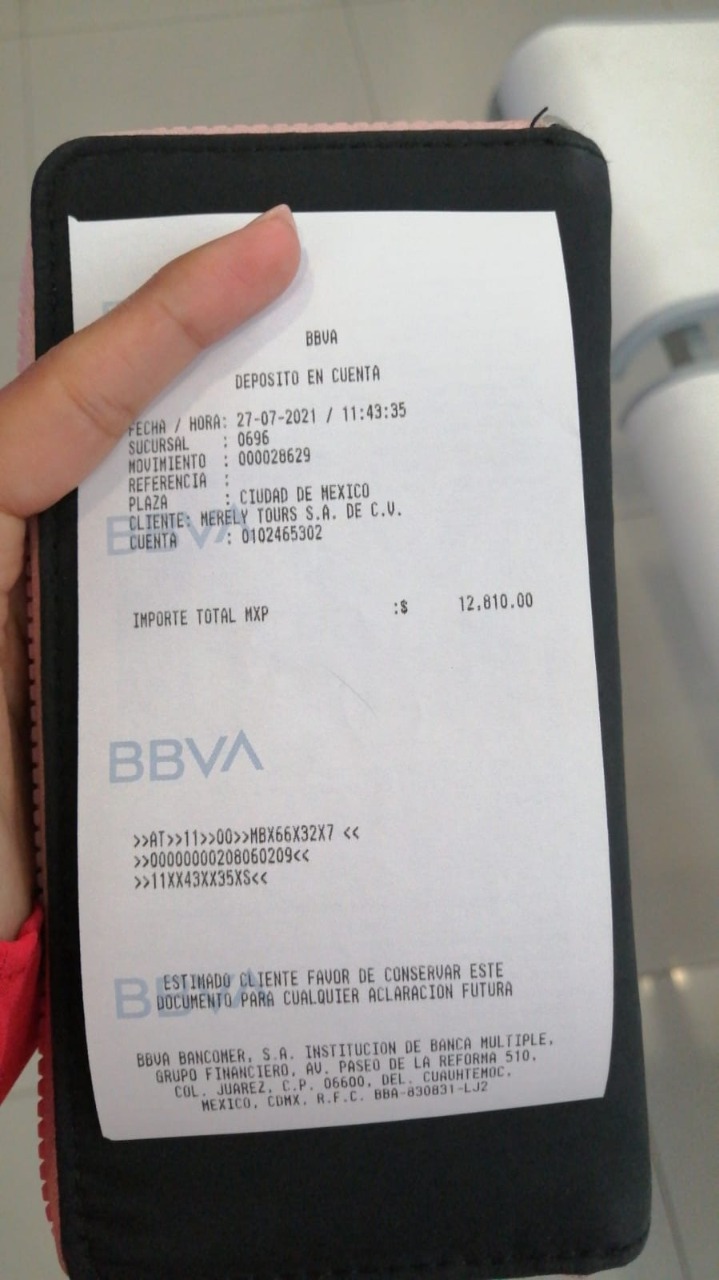 BBVA
DEPOSITO EN CUENTA
FECHA / HORA: 27-07-2021 / 11:43:35
SUCURSAL : 0696
MOVIMIENTO : 000028629
REFERENCIA :
PLAZA : CIUDAD DE MEXICO
CLIENTE: MERELY TOURS S.A. DE C.V.
BBVA
CUENTA : 0102465302
IMPORTE TOTAL MXP :$ 12,810.00
BBVA
>>AT>>11>>00>>MBX66X32X7 <<
>>00000000208060209<<
>>11XX43XX35XS<<
ESTIMADO CLIENTE FAVOR DE CONSERVAR ESTE
BBVA
DOCUMENTO PARA CUALQUIER ACLARACION FUTURA
BBVA BANCOMER, S.A. INSTITUCION DE BANCA MULTIPLE,
GRUPO FINANCIERO, AV. PASEO DE LA REFORMA 510,
COL. JUAREZ, C.P. 06600, DEL. CUAUHTEMOC,
MEXICO, CDMX. R.F.C. BBA-830831-LJ2